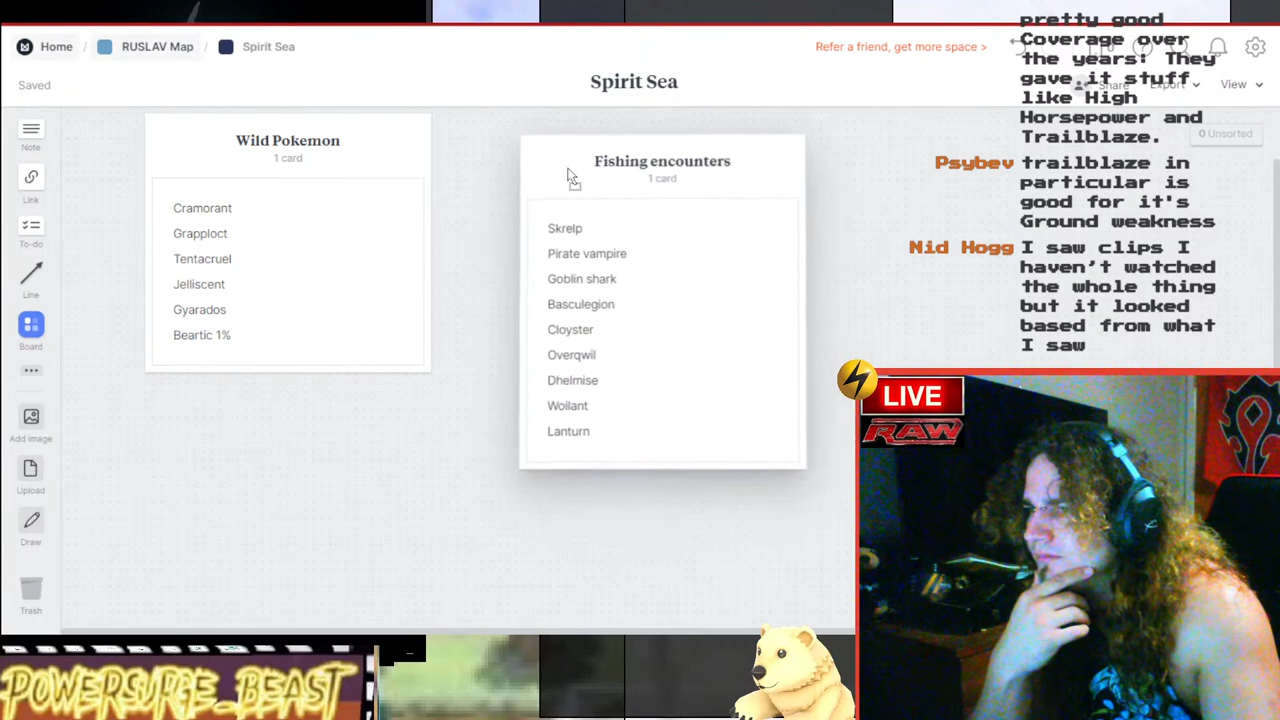 Home / RUSLAV Map / Spirit Sea
Refer a friend, get more space >
Saved
Spirit Sea
Share
Export
View
0 Unsorted
Note
Link
To-do
Line
Board
Add image
Upload
Draw
Trash
Wild Pokemon
1 card
Cramorant
Grapploct
Tentacruel
Jelliscent
Gyarados
Beartic 1%
Fishing encounters
1 card
Skrelp
Pirate vampire
Goblin shark
Basculegion
Cloyster
Overqwil
Dhelmise
Woilant
Lanturn
pretty good
Coverage over
the years: They
gave it stuff
like High
Horsepower and
Trailblaze.
Psybev trailblaze in
particular is
good for it's
Ground weakness
Nid Hogg I saw clips I
haven't watched
the whole thing
but it looked
based from what
I saw
LIVE
RAW
POWERSURGE_BEAST